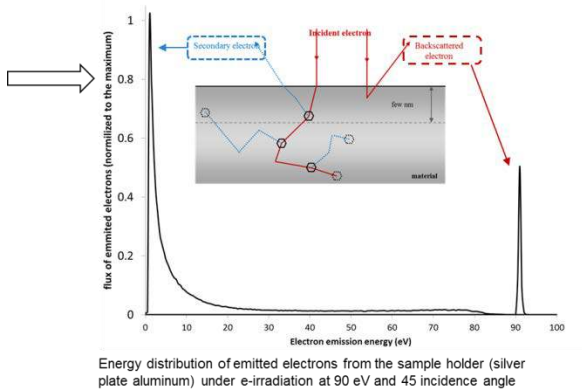 flux of emmited electrons (normilized to the maximum)
1
0.8
0.6
0.4
0.2
0
Secondary electron
Incident electron
Backscattered
electron
few nm
material
0 10 20 30 40 50 60 70 80 90 100
Electron emission energy (eV)
Energy distribution of emitted electrons from the sample holder (silver
plate aluminum) under e-irradiation at 90 eV and 45 incidence angle